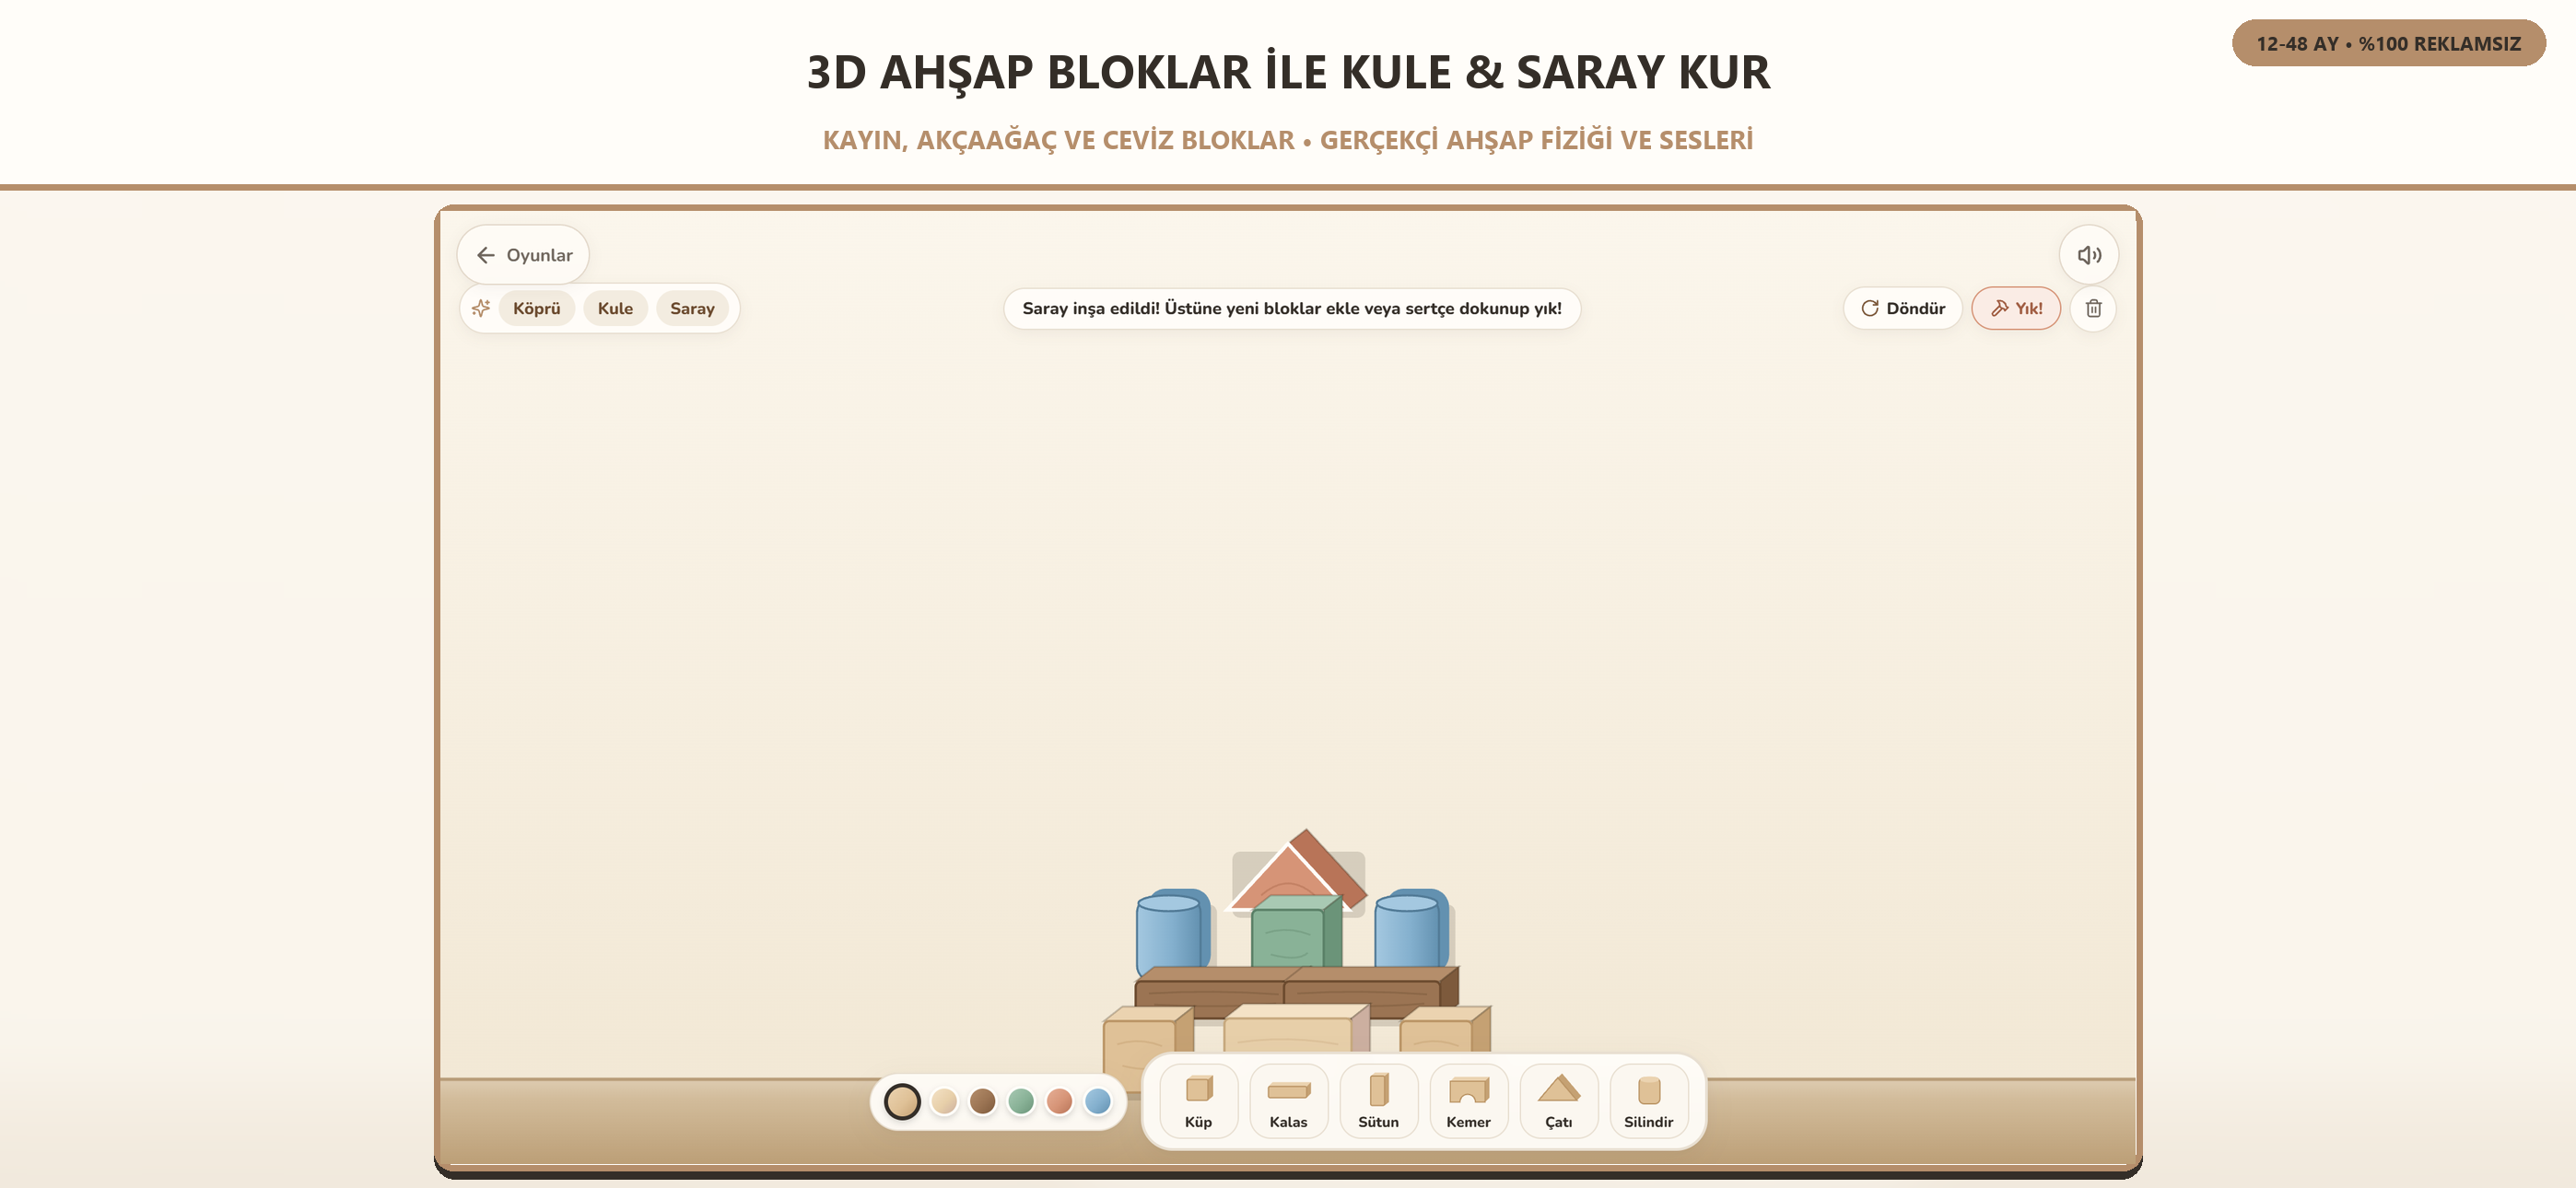 12-48 AY • %100 REKLAMSIZ
3D AHŞAP BLOKLAR İLE KULE & SARAY KUR
KAYIN, AKÇAAĞAÇ VE CEVİZ BLOKLAR • GERÇEKÇİ AHŞAP FİZİĞİ VE SESLERİ
Oyunlar
Köprü Kule Saray
Saray inşa edildi! Üstüne yeni bloklar ekle veya sertçe dokunup yık!
Döndür Yık!
Küp Kalas Sütun Kemer Çatı Silindir